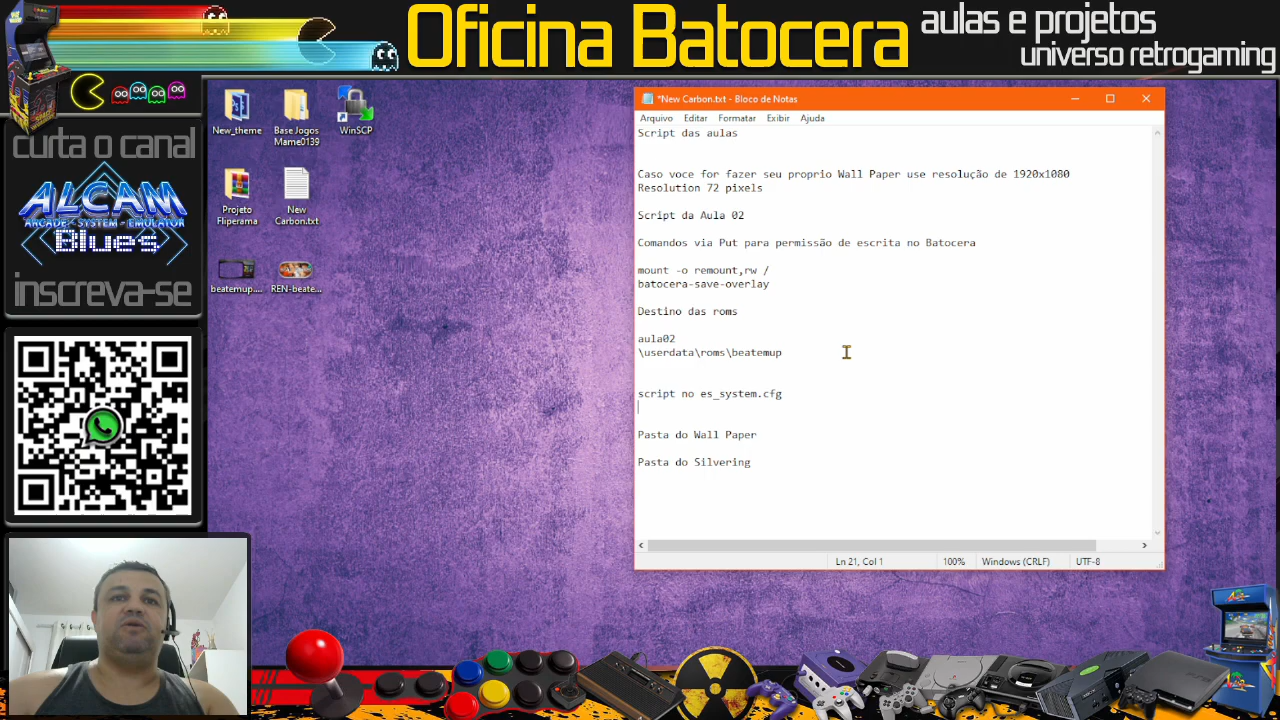 Oficina Batocera
aulas e projetos
universo retrogaming
curta o canal
ALCAM
ARCADE - SYSTEM - EMULATOR
Blues
inscreva-se
New_theme
Base Jogos
Mame0139
WinSCP
Projeto
Fliperama
New
Carbon.txt
beatemup....
REN-beate...
*New Carbon.txt - Bloco de Notas
Arquivo Editar Formatar Exibir Ajuda
Script das aulas
Caso voce for fazer seu proprio Wall Paper use resolução de 1920x1080
Resolution 72 pixels
Script da Aula 02
Comandos via Put para permissão de escrita no Batocera
mount -o remount,rw /
batocera-save-overlay
Destino das roms
aula02
\userdata\roms\beatemup
script no es_system.cfg
Pasta do Wall Paper
Pasta do Silvering
Ln 21, Col 1 100% Windows (CRLF) UTF-8